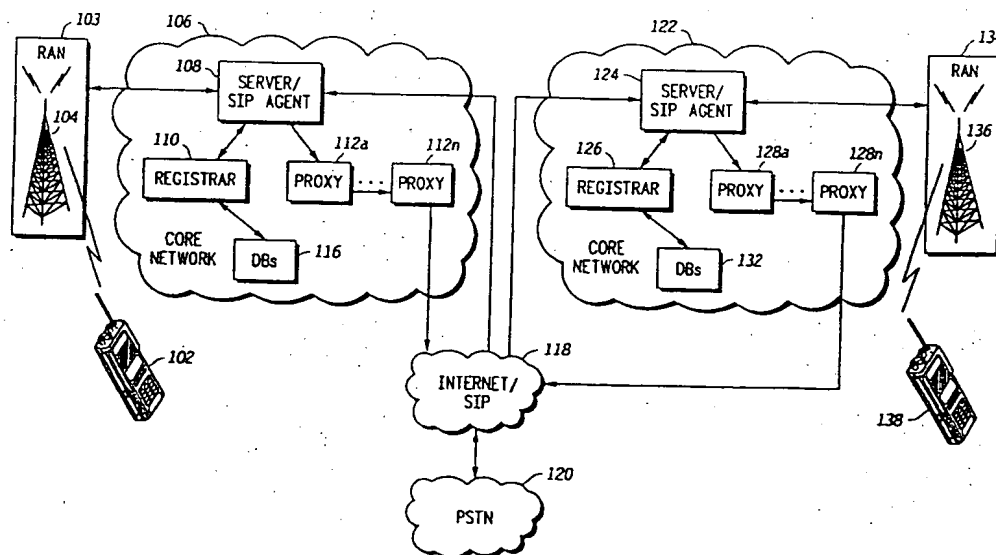 103
RAN
104
106
108
SERVER/
SIP AGENT
110
REGISTRAR
112a
PROXY
112n
PROXY
CORE
NETWORK
DBs
116
102
122
124
SERVER/
SIP AGENT
126
REGISTRAR
128a
PROXY
128n
PROXY
CORE
NETWORK
DBs
132
RAN
136
138
118
INTERNET/
SIP
120
PSTN